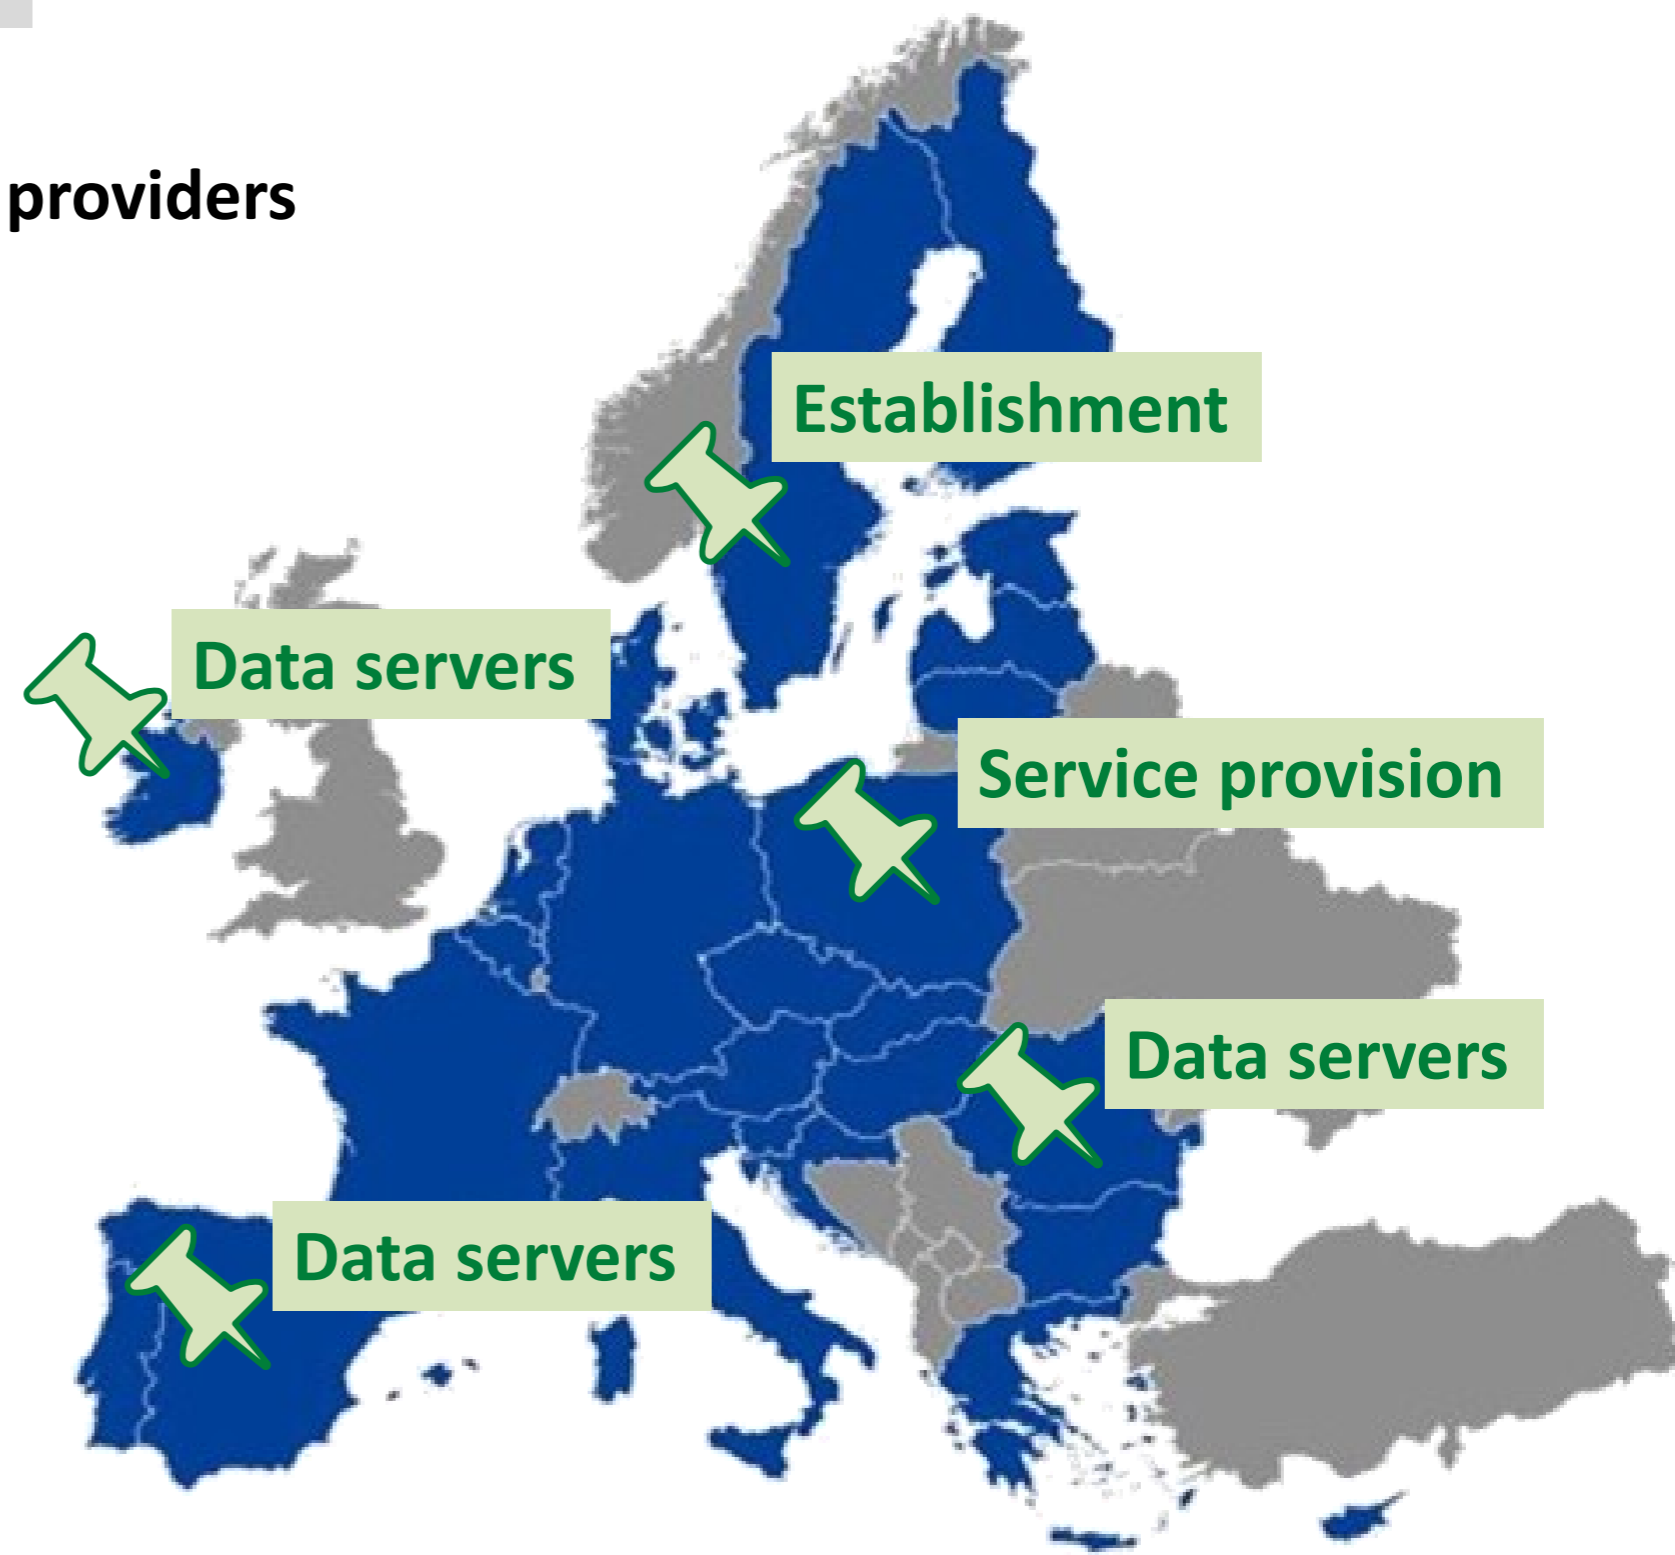 providers
Establishment
Data servers
Service provision
Data servers
Data servers